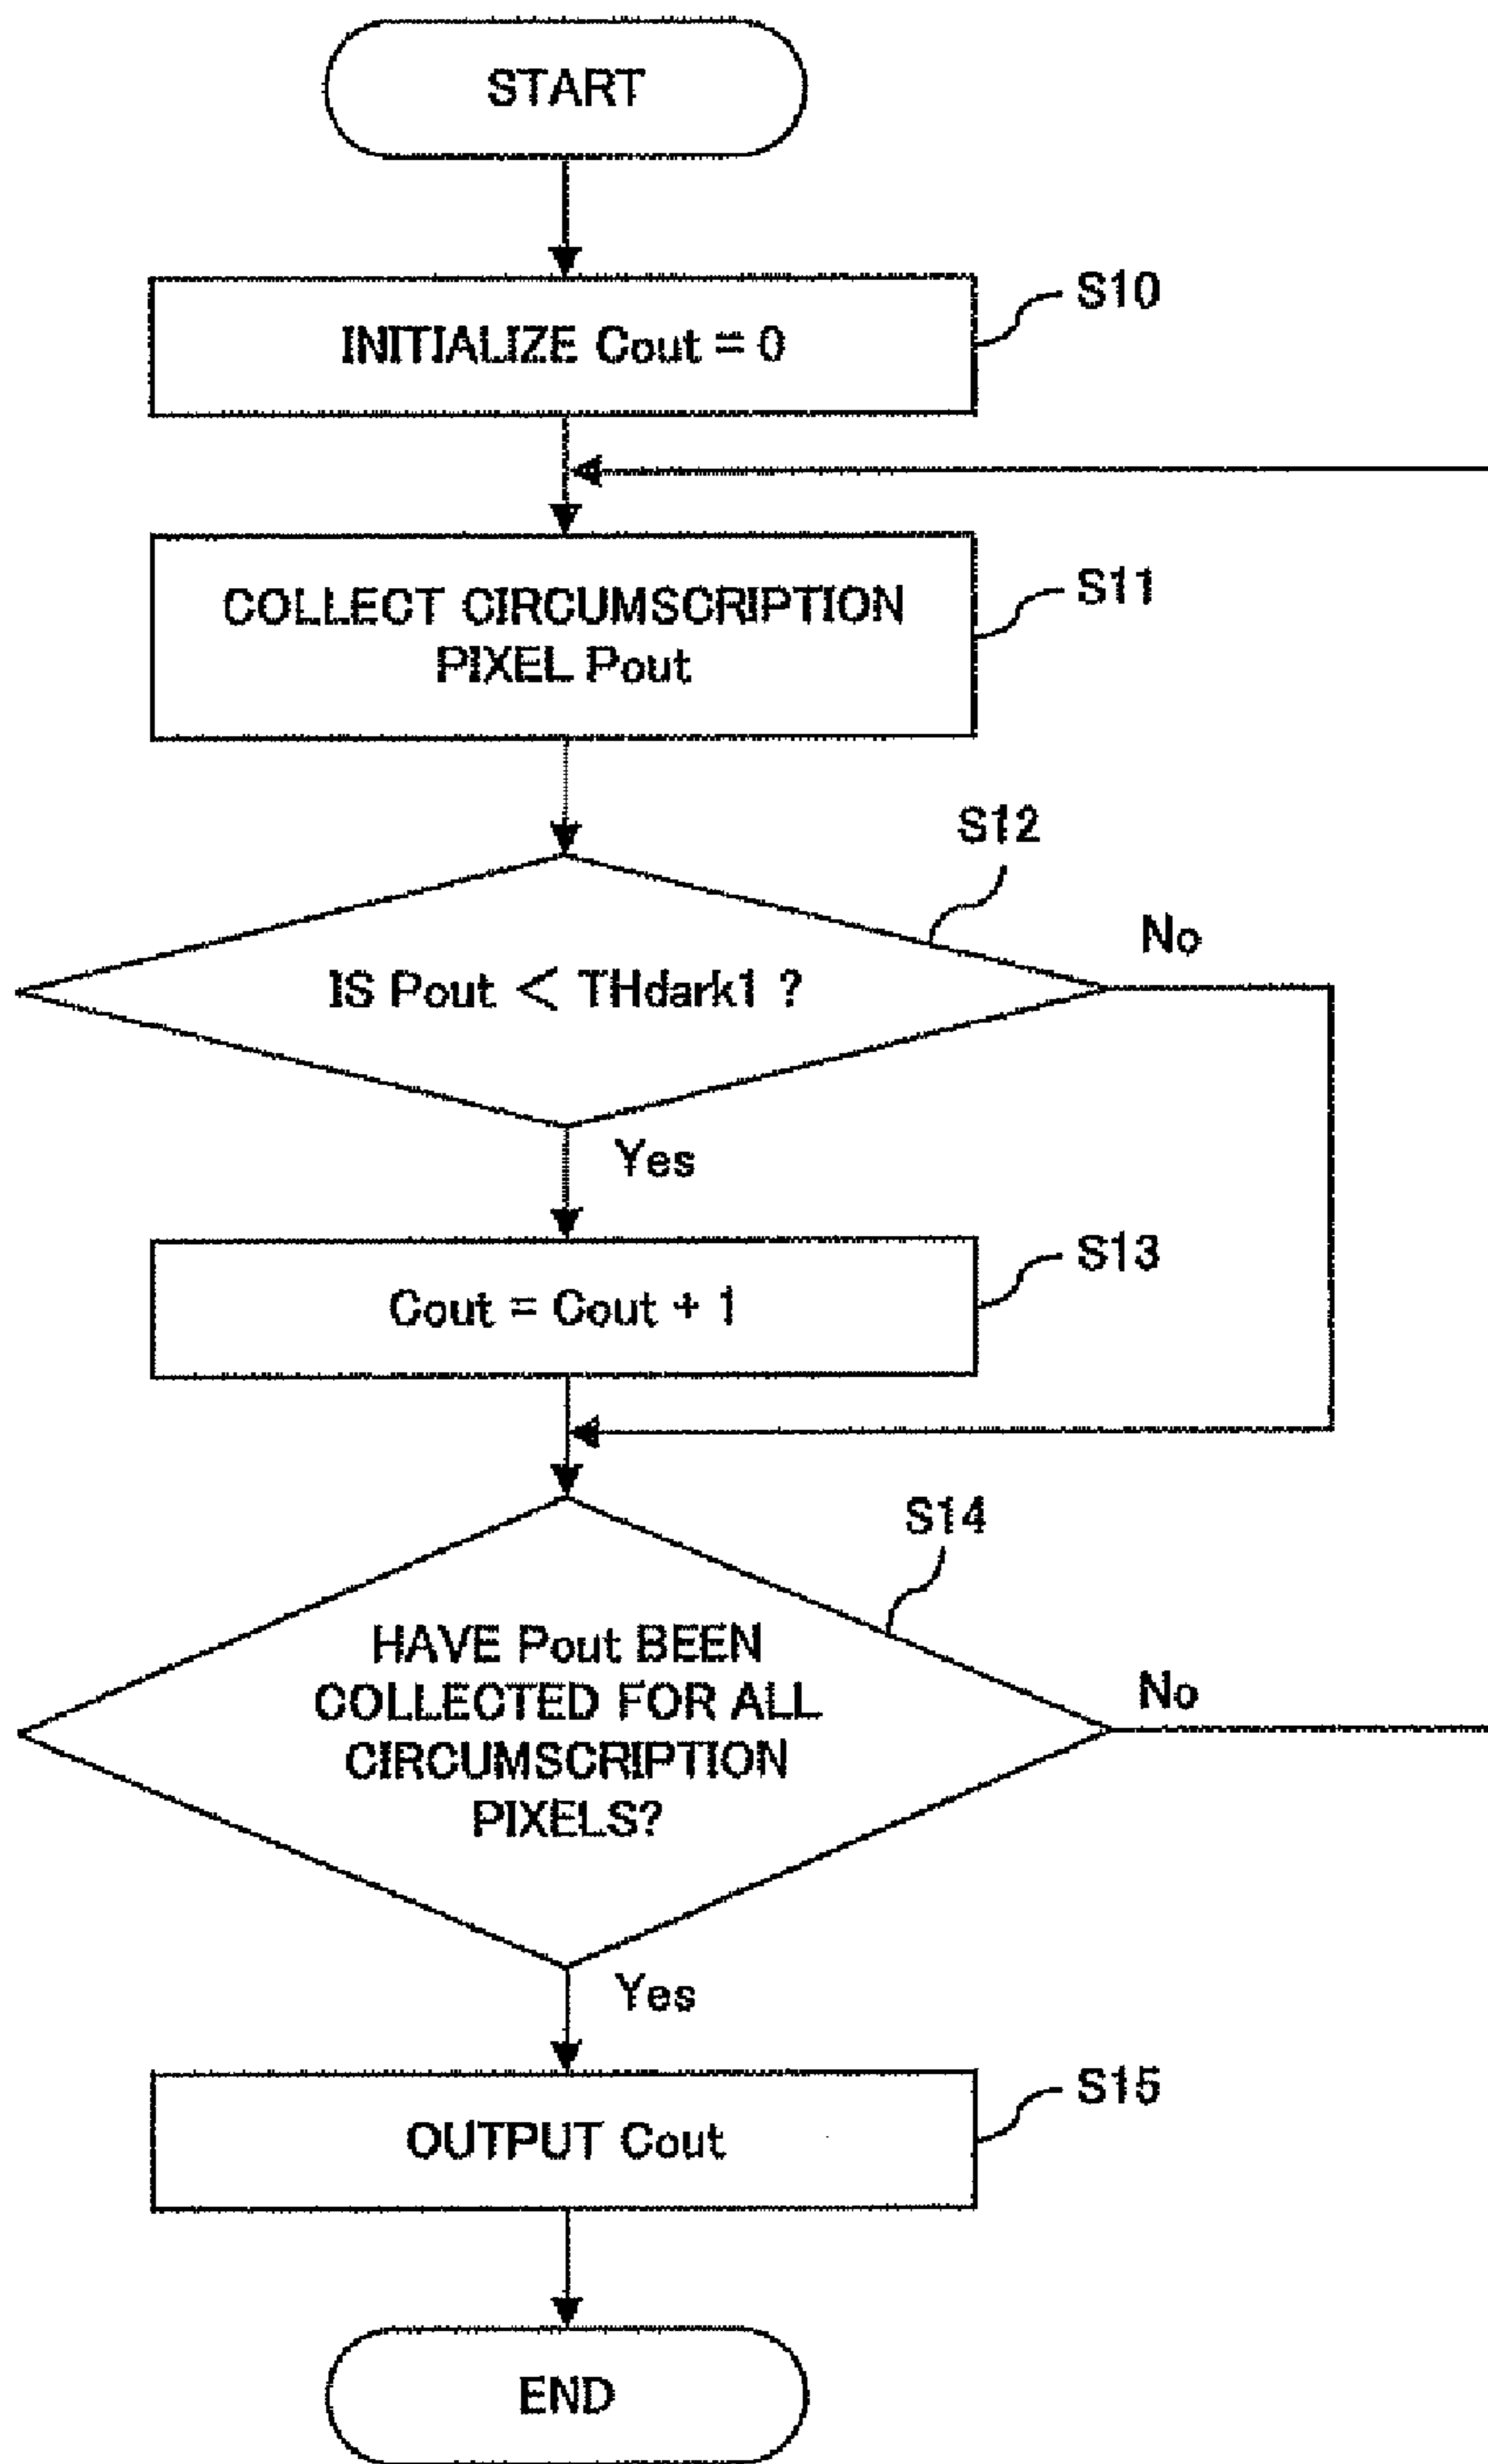 START
INITIALIZE Cout = 0
S10
COLLECT CIRCUMSCRIPTION
PIXEL Pout
S11
S12
IS Pout < THdark1 ?
No
Yes
Cout = Cout + 1
S13
S14
HAVE Pout BEEN
COLLECTED FOR ALL
CIRCUMSCRIPTION
PIXELS?
No
Yes
OUTPUT Cout
S15
END